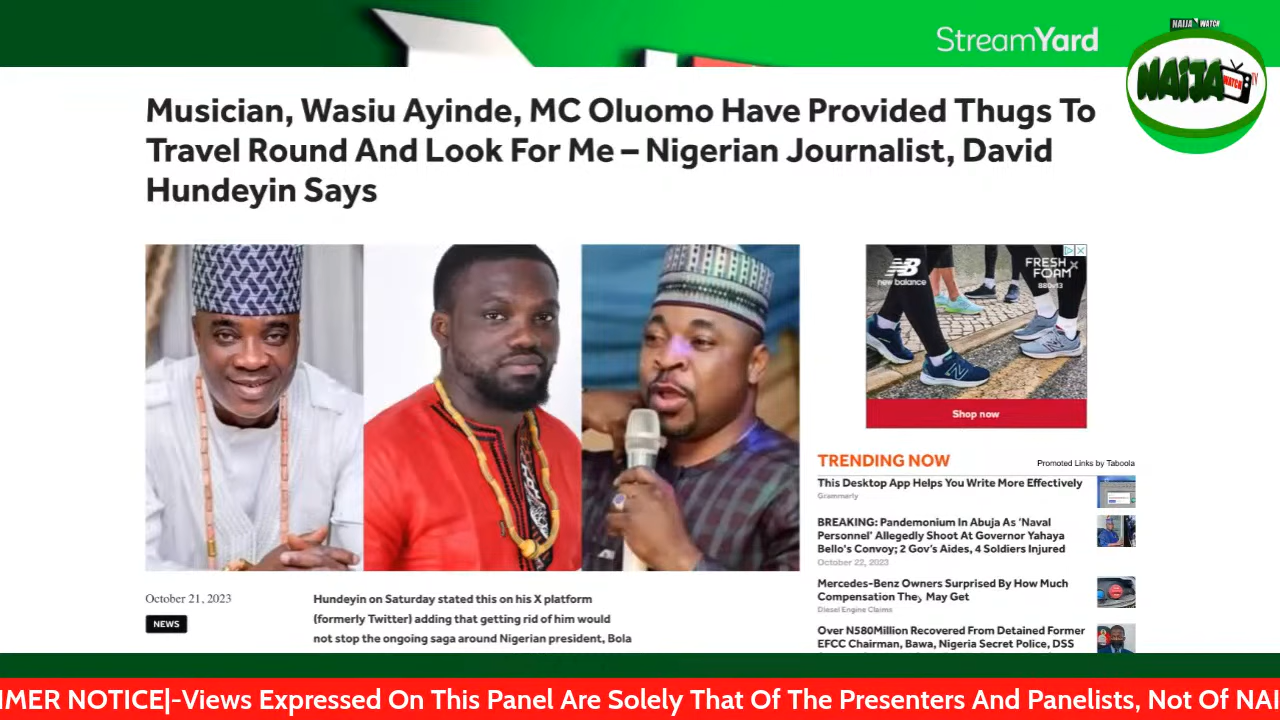 StreamYard
NAIJA WATCH
NAIJA WATCH TV
Musician, Wasiu Ayinde, MC Oluomo Have Provided Thugs To
Travel Round And Look For Me – Nigerian Journalist, David
Hundeyin Says
new balance
FRESH
FOAM
880v13
Shop now
TRENDING NOW
Promoted Links by Taboola
This Desktop App Helps You Write More Effectively
Grammarly
BREAKING: Pandemonium In Abuja As ‘Naval
Personnel’ Allegedly Shoot At Governor Yahaya
Bello's Convoy; 2 Gov’s Aides, 4 Soldiers Injured
October 22, 2023
Mercedes-Benz Owners Surprised By How Much
Compensation They May Get
Diesel Engine Claims
Over N580Million Recovered From Detained Former
EFCC Chairman, Bawa, Nigeria Secret Police, DSS
October 21, 2023
NEWS
Hundeyin on Saturday stated this on his X platform
(formerly Twitter) adding that getting rid of him would
not stop the ongoing saga around Nigerian president, Bola
IMER NOTICE|-Views Expressed On This Panel Are Solely That Of The Presenters And Panelists, Not Of NAI